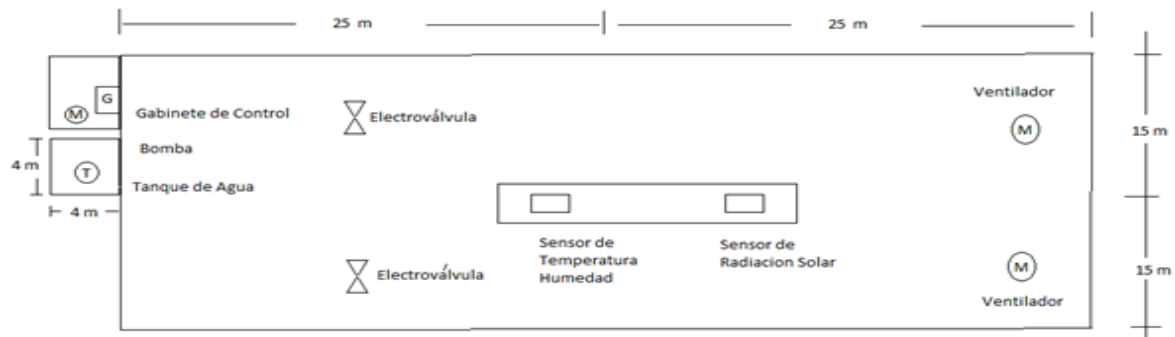 25 m
25 m
G
M
Gabinete de Control
Electroválvula
Ventilador
M
15 m
Bomba
4 m
T
Tanque de Agua
4 m
Sensor de
Temperatura
Humedad
Sensor de
Radiacion Solar
Electroválvula
M
15 m
Ventilador